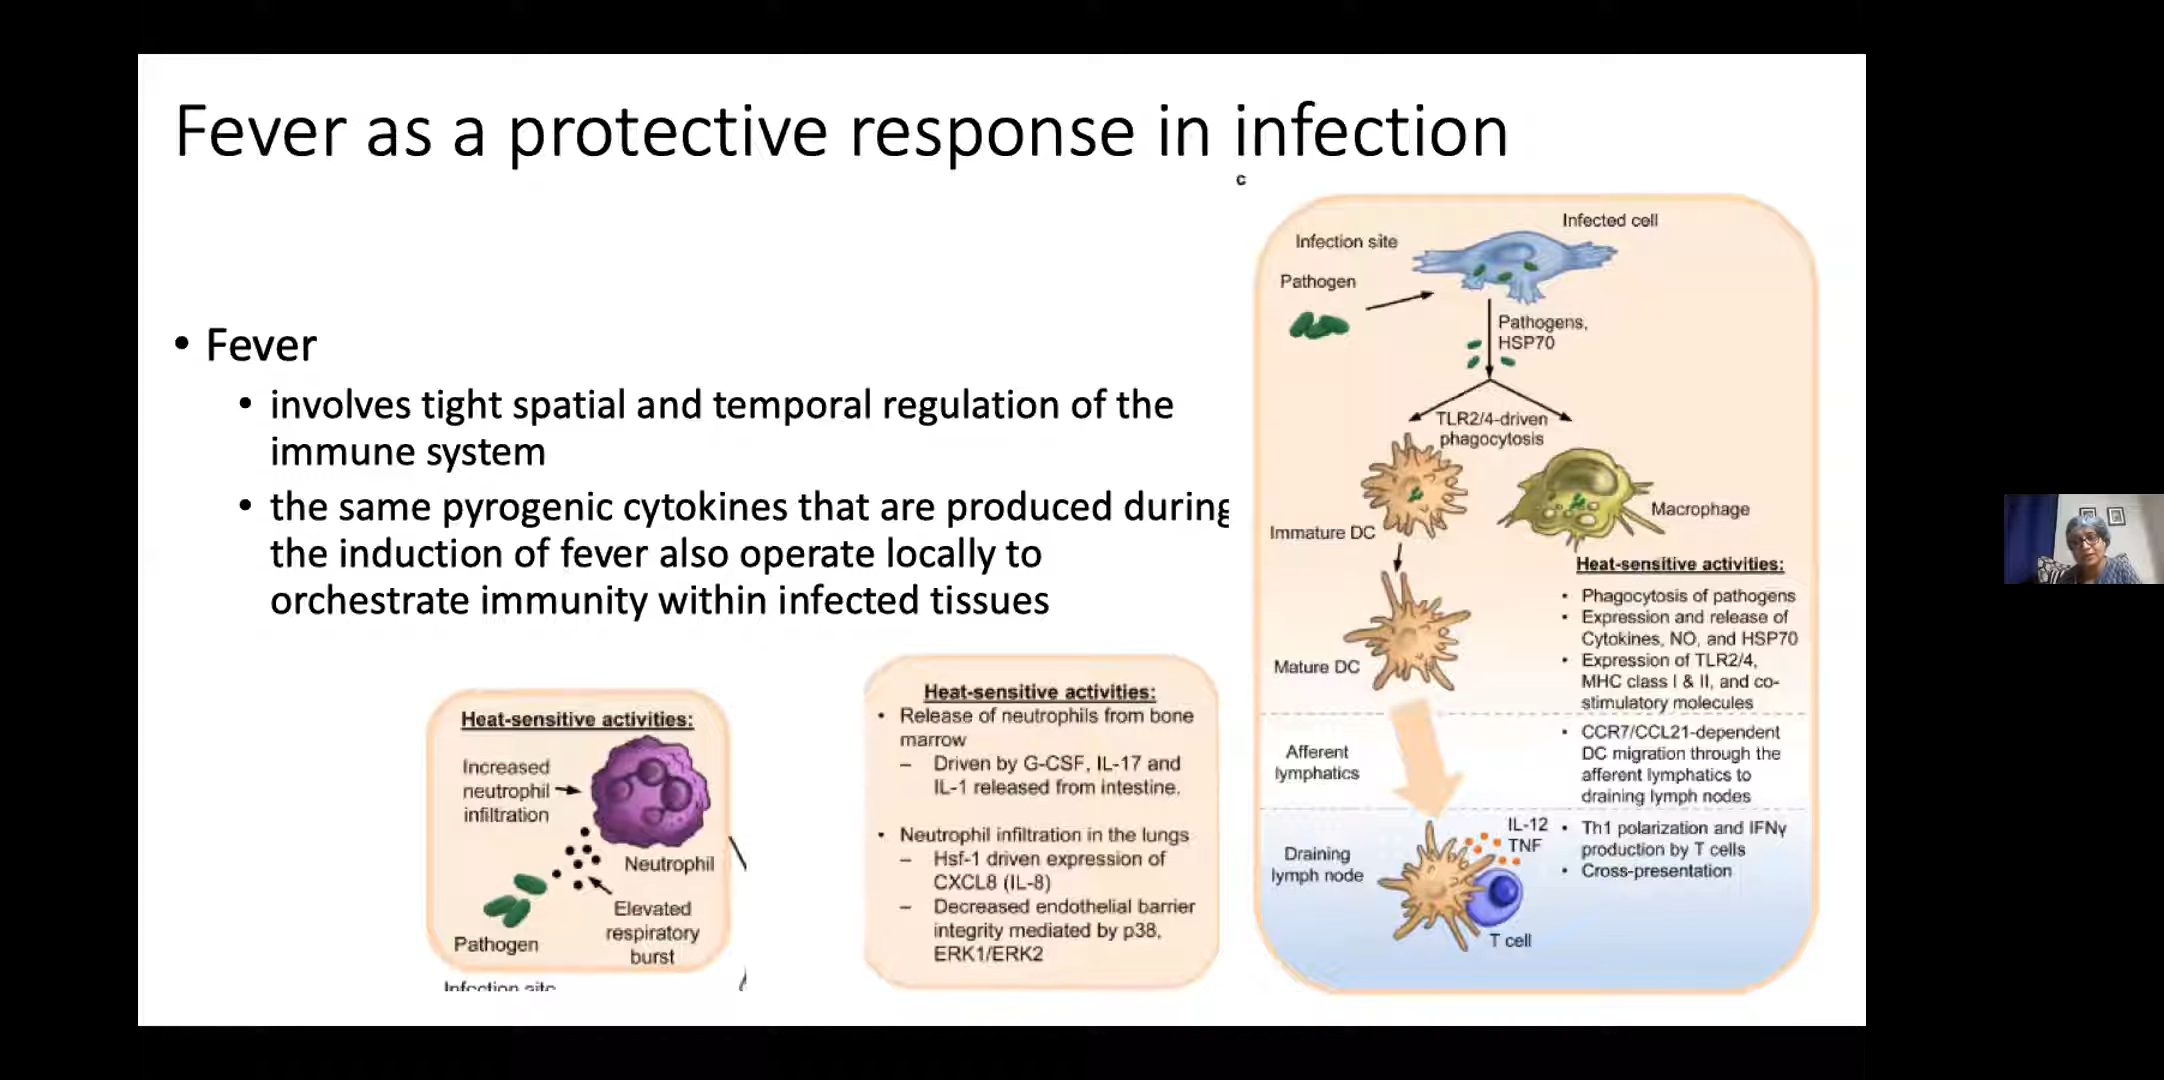 Fever as a protective response in infection
• Fever
• involves tight spatial and temporal regulation of the
immune system
• the same pyrogenic cytokines that are produced during
the induction of fever also operate locally to
orchestrate immunity within infected tissues
Heat-sensitive activities:
Increased
neutrophil
infiltration
Neutrophil
Elevated
respiratory
burst
Pathogen
Infection site
Heat-sensitive activities:
• Release of neutrophils from bone
marrow
– Driven by G-CSF, IL-17 and
IL-1 released from intestine.
• Neutrophil infiltration in the lungs
– Hsf-1 driven expression of
CXCL8 (IL-8)
– Decreased endothelial barrier
integrity mediated by p38,
ERK1/ERK2
c
Infected cell
Infection site
Pathogen
Pathogens,
HSP70
TLR2/4-driven
phagocytosis
Immature DC
Macrophage
Mature DC
Heat-sensitive activities:
• Phagocytosis of pathogens
• Expression and release of
Cytokines, NO, and HSP70
• Expression of TLR2/4,
MHC class I & II, and co-
stimulatory molecules
Afferent
lymphatics
• CCR7/CCL21-dependent
DC migration through the
afferent lymphatics to
draining lymph nodes
Draining
lymph node
IL-12
TNF
T cell
• Th1 polarization and IFNγ
production by T cells
• Cross-presentation